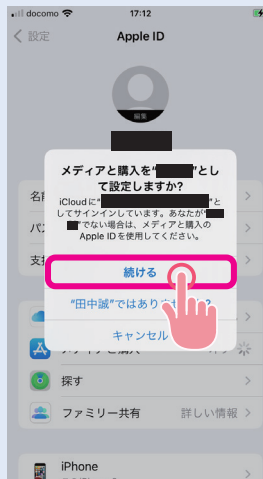 docomo 17:12
設定 Apple ID
編集
メディアと購入を“ ”とし
て設定しますか?
iCloudに“ ”と
してサインインしています。あなたが“
”でない場合は、メディアと購入の
Apple IDを使用してください。
名前
支
続ける
“田中誠”ではありま ?
キャンセル
探す
ファミリー共有 詳しい情報
iPhone